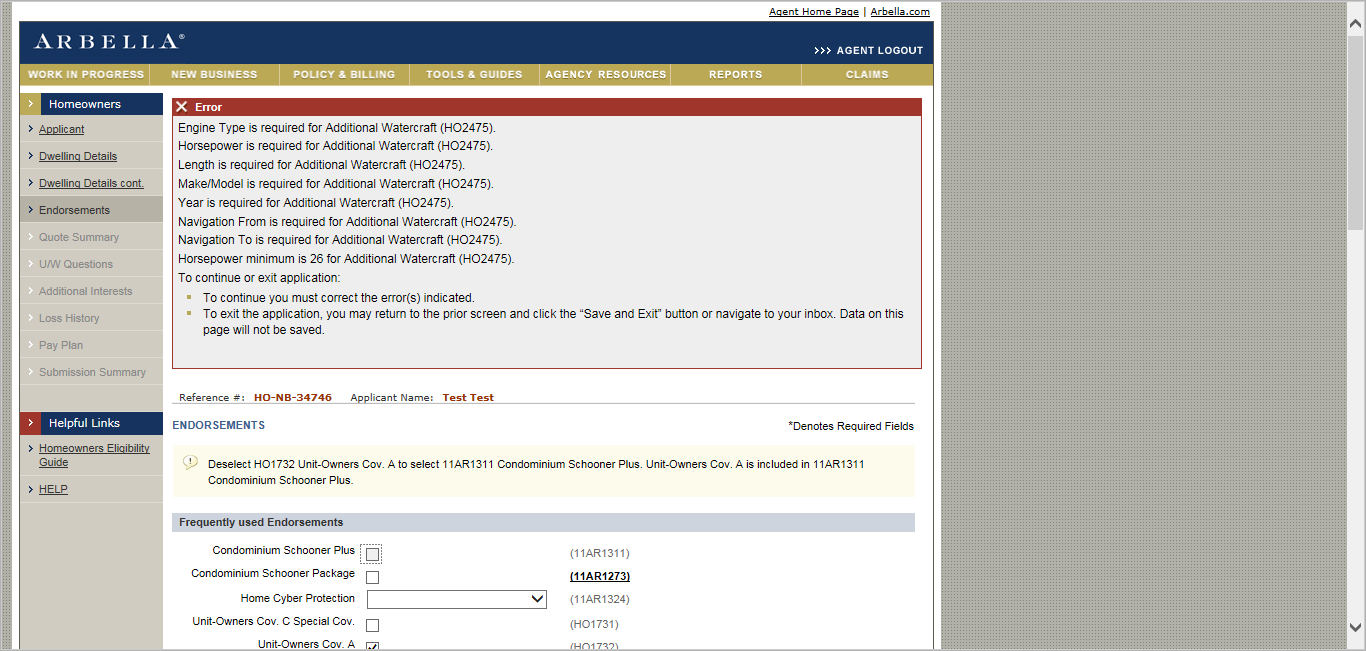 Agent Home Page | Arbella.com
ARBELLA®
>>> AGENT LOGOUT
WORK IN PROGRESS NEW BUSINESS POLICY & BILLING TOOLS & GUIDES AGENCY RESOURCES REPORTS CLAIMS
Homeowners
Applicant
Dwelling Details
Dwelling Details cont.
Endorsements
Quote Summary
U/W Questions
Additional Interests
Loss History
Pay Plan
Submission Summary
Helpful Links
Homeowners Eligibility
Guide
HELP
Error
Engine Type is required for Additional Watercraft (HO2475).
Horsepower is required for Additional Watercraft (HO2475).
Length is required for Additional Watercraft (HO2475).
Make/Model is required for Additional Watercraft (HO2475).
Year is required for Additional Watercraft (HO2475).
Navigation From is required for Additional Watercraft (HO2475).
Navigation To is required for Additional Watercraft (HO2475).
Horsepower minimum is 26 for Additional Watercraft (HO2475).
To continue or exit application:
To continue you must correct the error(s) indicated.
To exit the application, you may return to the prior screen and click the “Save and Exit” button or navigate to your inbox. Data on this
page will not be saved.
Reference #: HO-NB-34746 Applicant Name: Test Test
ENDORSEMENTS
*Denotes Required Fields
Deselect HO1732 Unit-Owners Cov. A to select 11AR1311 Condominium Schooner Plus. Unit-Owners Cov. A is included in 11AR1311
Condominium Schooner Plus.
Frequently used Endorsements
Condominium Schooner Plus (11AR1311)
Condominium Schooner Package (11AR1273)
Home Cyber Protection (11AR1324)
Unit-Owners Cov. C Special Cov. (HO1731)
Unit-Owners Cov. A (HO1732)